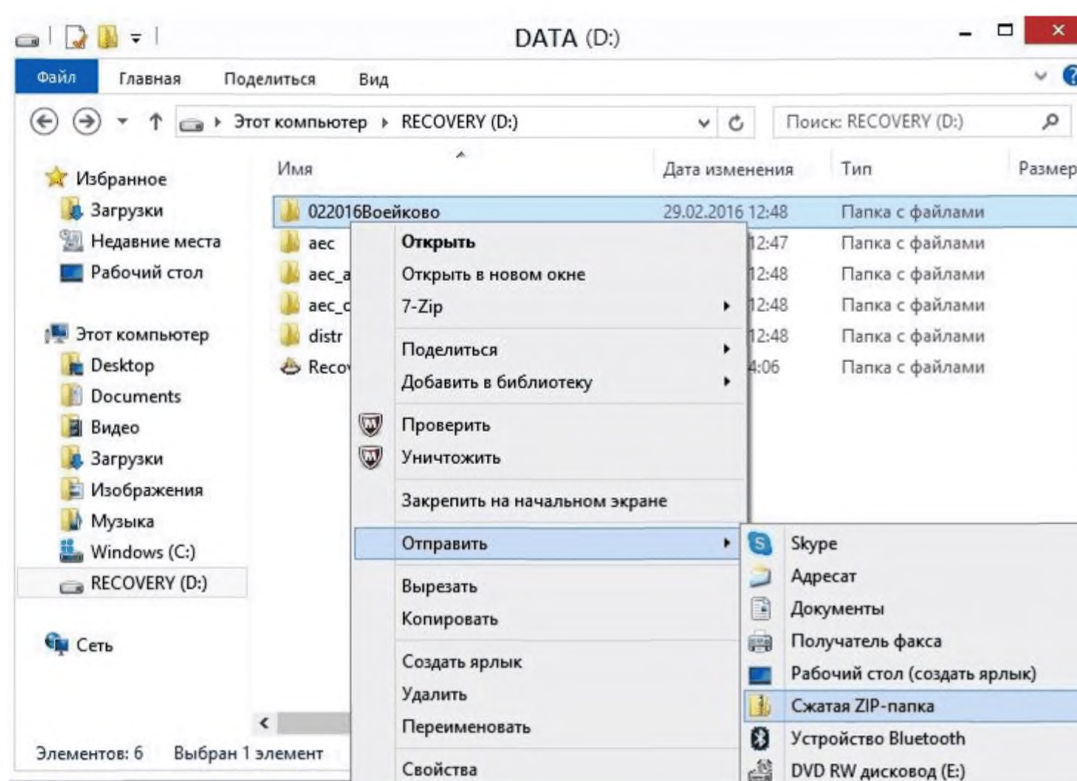 DATA (D:)
Файл Главная Поделиться Вид
Этот компьютер RECOVERY (D:) Поиск: RECOVERY (D:)
Имя Дата изменения Тип Размер
Избранное
Загрузки
Недавние места
Рабочий стол
Этот компьютер
Desktop
Documents
Видео
Загрузки
Изображения
Музыка
Windows (C:)
RECOVERY (D:)
Сеть
022016Воейково 29.02.2016 12:48 Папка с файлами
aec 12:47 Папка с файлами
aec_a 12:48 Папка с файлами
aec_c 12:48 Папка с файлами
distr 12:48 Папка с файлами
Recov 4:06 Папка с файлами
Открыть
Открыть в новом окне
7-Zip
Поделиться
Добавить в библиотеку
Проверить
Уничтожить
Закрепить на начальном экране
Отправить
Вырезать
Копировать
Создать ярлык
Удалить
Переименовать
Свойства
Skype
Адресат
Документы
Получатель факса
Рабочий стол (создать ярлык)
Сжатая ZIP-папка
Устройство Bluetooth
DVD RW дисковод (E:)
Элементов: 6 Выбран 1 элемент